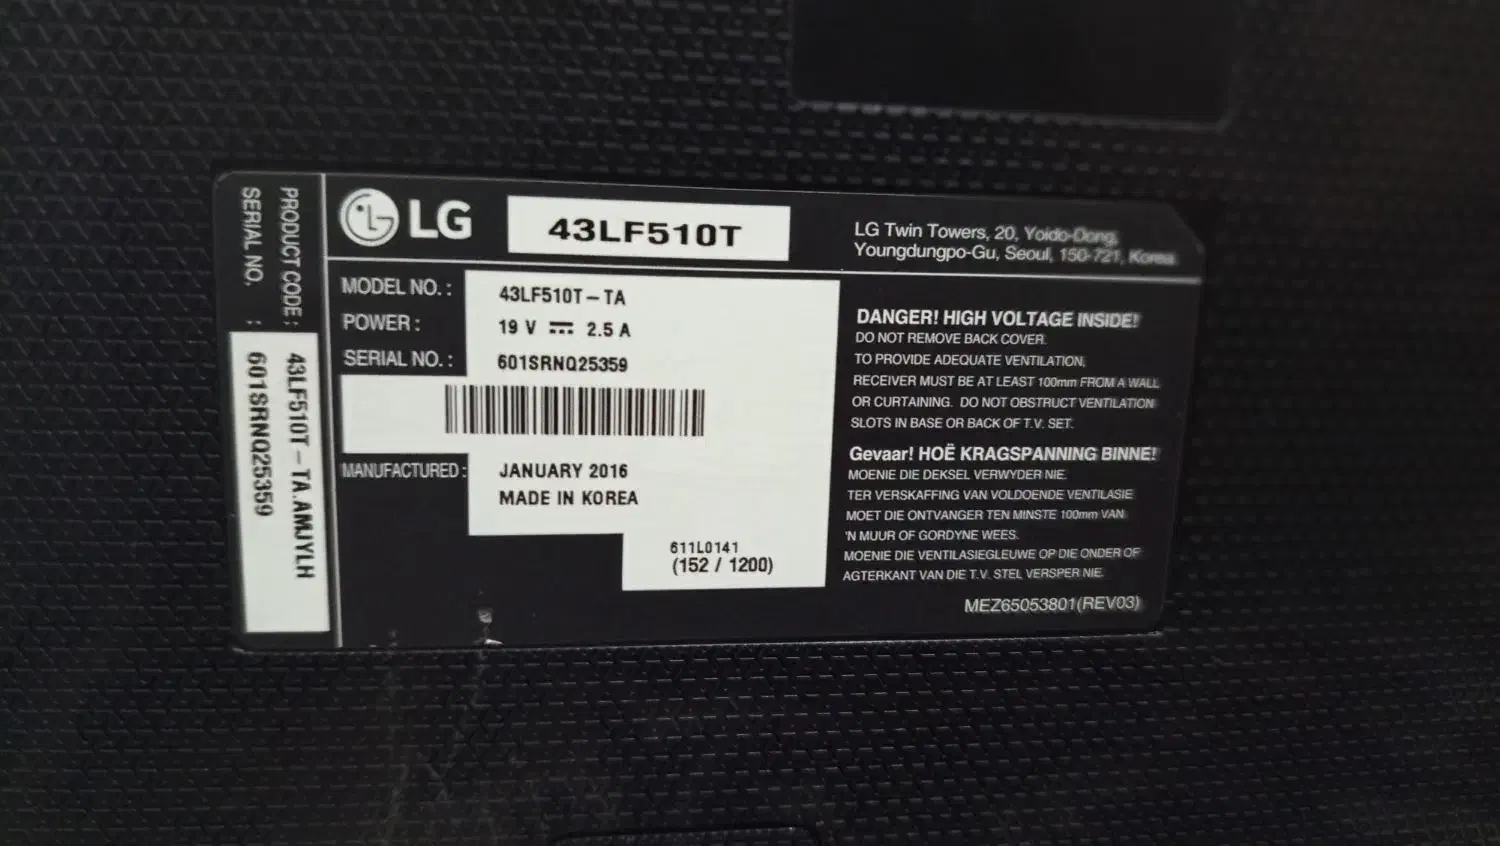 PRODUCT CODE : 43LF510T - TA.AMJYLH
SERIAL NO. : 601SRNQ25359
LG
43LF510T
LG Twin Towers, 20, Yoido-Dong,
Youngdungpo-Gu, Seoul, 150-721, Korea
MODEL NO. : 43LF510T-TA
POWER : 19 V ⎓ 2.5 A
SERIAL NO. : 601SRNQ25359
MANUFACTURED : JANUARY 2016
MADE IN KOREA
611L0141
(152 / 1200)
DANGER! HIGH VOLTAGE INSIDE!
DO NOT REMOVE BACK COVER.
TO PROVIDE ADEQUATE VENTILATION,
RECEIVER MUST BE AT LEAST 100mm FROM A WALL
OR CURTAINING. DO NOT OBSTRUCT VENTILATION
SLOTS IN BASE OR BACK OF T.V. SET.
Gevaar! HOË KRAGSPANNING BINNE!
MOENIE DIE DEKSEL VERWYDER NIE.
TER VERSKAFFING VAN VOLDOENDE VENTILASIE
MOET DIE ONTVANGER TEN MINSTE 100mm VAN
'N MUUR OF GORDYNE WEES.
MOENIE DIE VENTILASIEGLEUWE OP DIE ONDER OF
AGTERKANT VAN DIE T.V. STEL VERSPER NIE.
MEZ65053801(REV03)